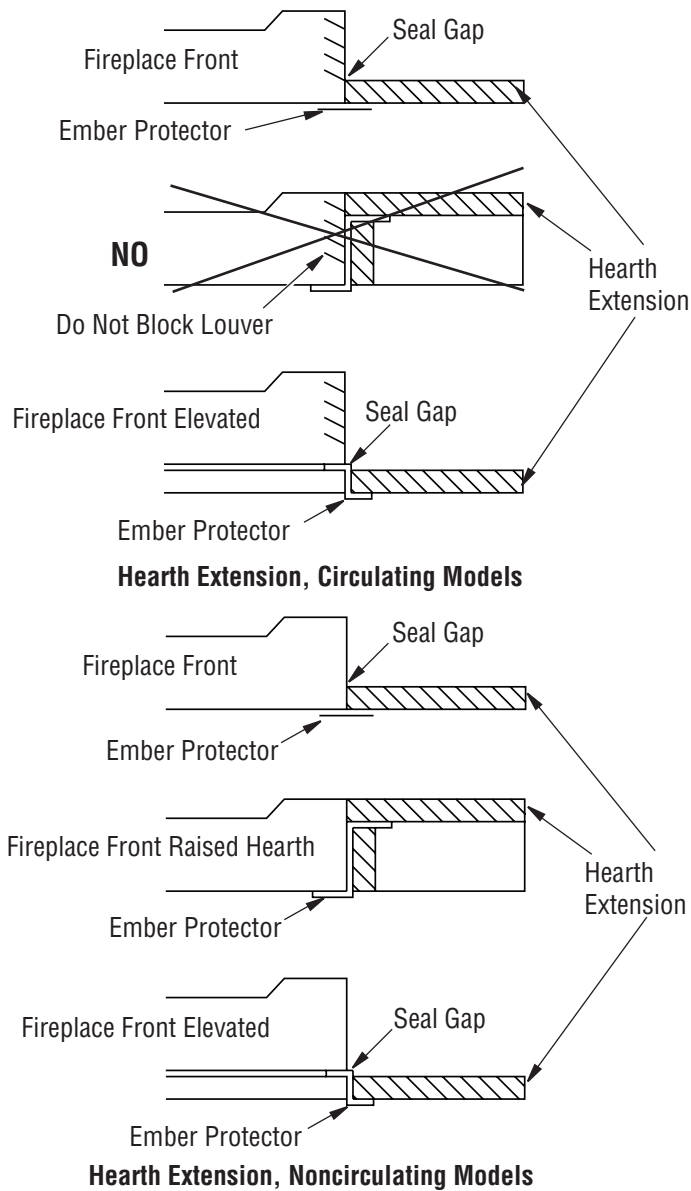 Seal Gap
Fireplace Front
Ember Protector
NO
Hearth
Extension
Do Not Block Louver
Fireplace Front Elevated
Seal Gap
Ember Protector
Hearth Extension, Circulating Models
Seal Gap
Fireplace Front
Ember Protector
Fireplace Front Raised Hearth
Hearth
Extension
Ember Protector
Fireplace Front Elevated
Seal Gap
Ember Protector
Hearth Extension, Noncirculating Models